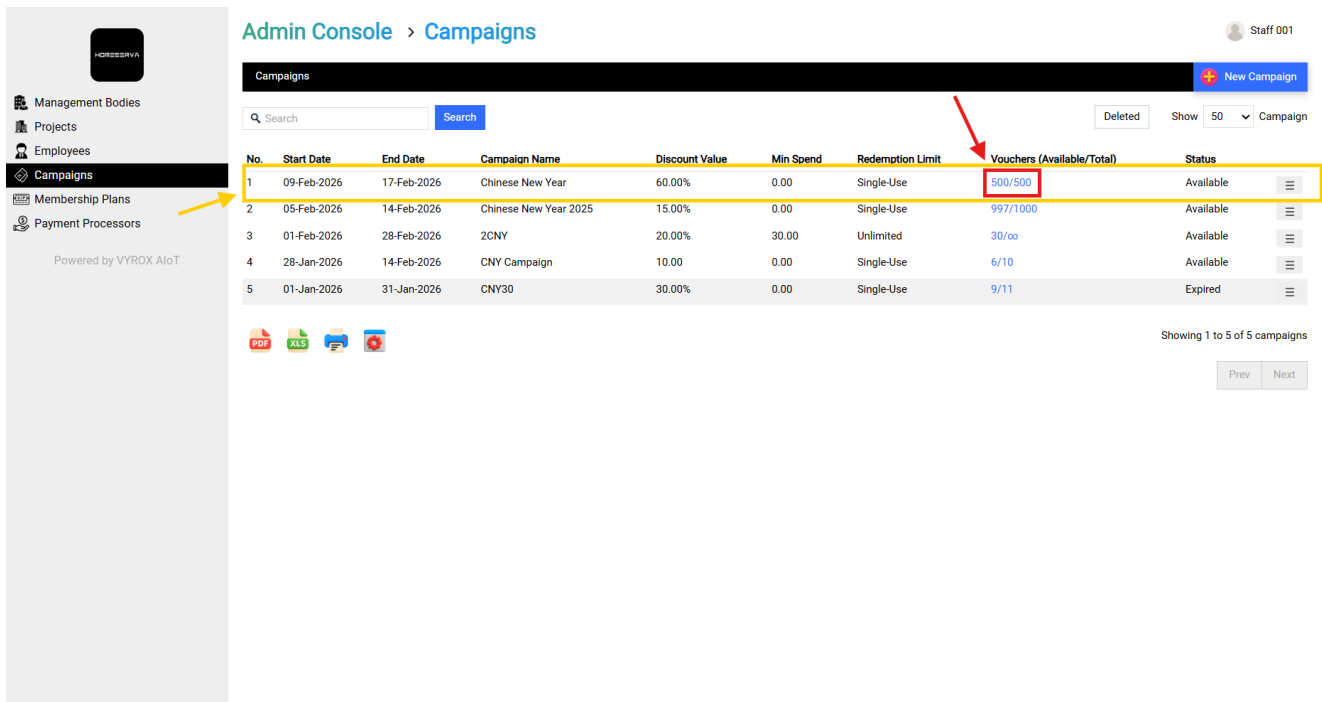 HOMESERVA
Admin Console > Campaigns
Staff 001
Management Bodies
Projects
Employees
Campaigns
Membership Plans
Payment Processors
Powered by VYROX AIoT
Campaigns
New Campaign
Search
Search
Deleted
Show 50 Campaign
No. Start Date End Date Campaign Name Discount Value Min Spend Redemption Limit Vouchers (Available/Total) Status
1 09-Feb-2026 17-Feb-2026 Chinese New Year 60.00% 0.00 Single-Use 500/500 Available
2 05-Feb-2026 14-Feb-2026 Chinese New Year 2025 15.00% 0.00 Single-Use 997/1000 Available
3 01-Feb-2026 28-Feb-2026 2CNY 20.00% 30.00 Unlimited 30/∞ Available
4 28-Jan-2026 14-Feb-2026 CNY Campaign 10.00 0.00 Single-Use 6/10 Available
5 01-Jan-2026 31-Jan-2026 CNY30 30.00% 0.00 Single-Use 9/11 Expired
PDF
XLS
Showing 1 to 5 of 5 campaigns
Prev Next